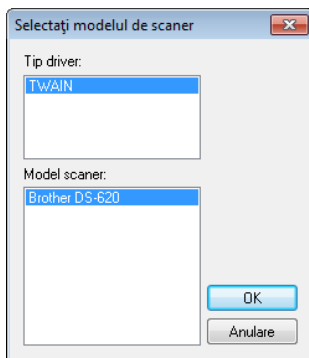 Selectați modelul de scaner
Tip driver:
TWAIN
Model scaner:
Brother DS-620
OK
Anulare